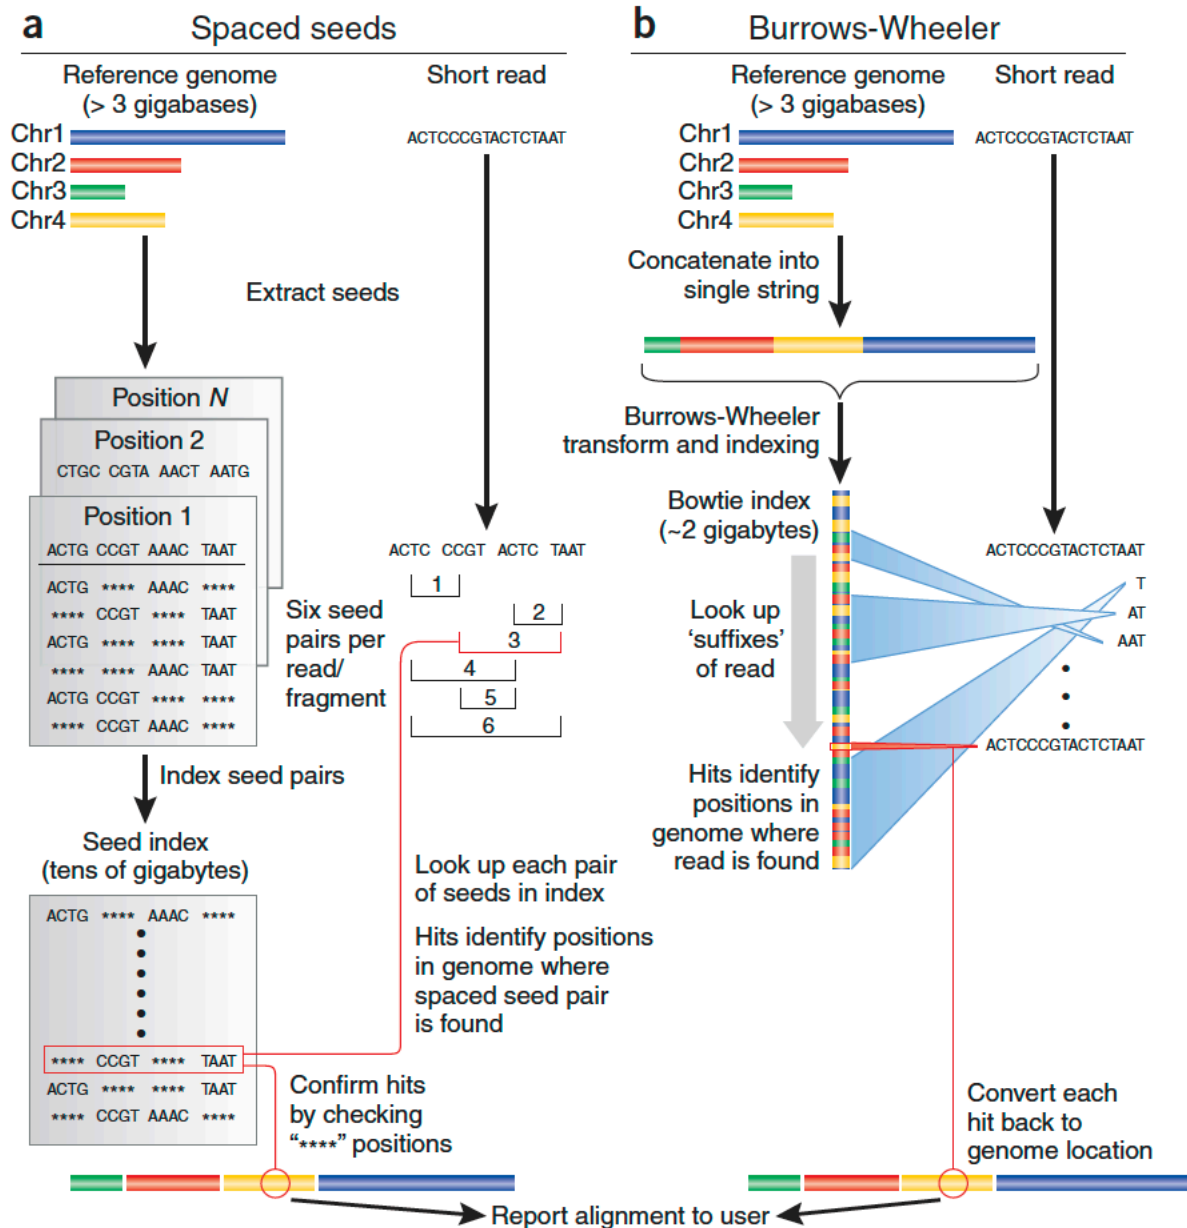 a Spaced seeds
Reference genome
(> 3 gigabases)
Short read
Chr1
Chr2
Chr3
Chr4
ACTCCCGTACTCTAAT
Extract seeds
Position N
Position 2
CTGC CGTA AACT AATG
Position 1
ACTG CCGT AAAC TAAT
ACTG **** AAAC ****
**** CCGT **** TAAT
ACTG **** **** TAAT
**** **** AAAC TAAT
ACTG CCGT **** ****
**** CCGT AAAC ****
ACTC CCGT ACTC TAAT
1
2
3
4
5
6
Six seed
pairs per
read/
fragment
Index seed pairs
Seed index
(tens of gigabytes)
ACTG **** AAAC ****
**** CCGT **** TAAT
ACTG **** **** TAAT
**** CCGT AAAC ****
Look up each pair
of seeds in index
Hits identify positions
in genome where
spaced seed pair
is found
Confirm hits
by checking
“****” positions
b Burrows-Wheeler
Reference genome
(> 3 gigabases)
Short read
Chr1
Chr2
Chr3
Chr4
ACTCCCGTACTCTAAT
Concatenate into
single string
Burrows-Wheeler
transform and indexing
Bowtie index
(~2 gigabytes)
ACTCCCGTACTCTAAT
T
AT
AAT
Look up
‘suffixes’
of read
ACTCCCGTACTCTAAT
Hits identify
positions in
genome where
read is found
Convert each
hit back to
genome location
Report alignment to user